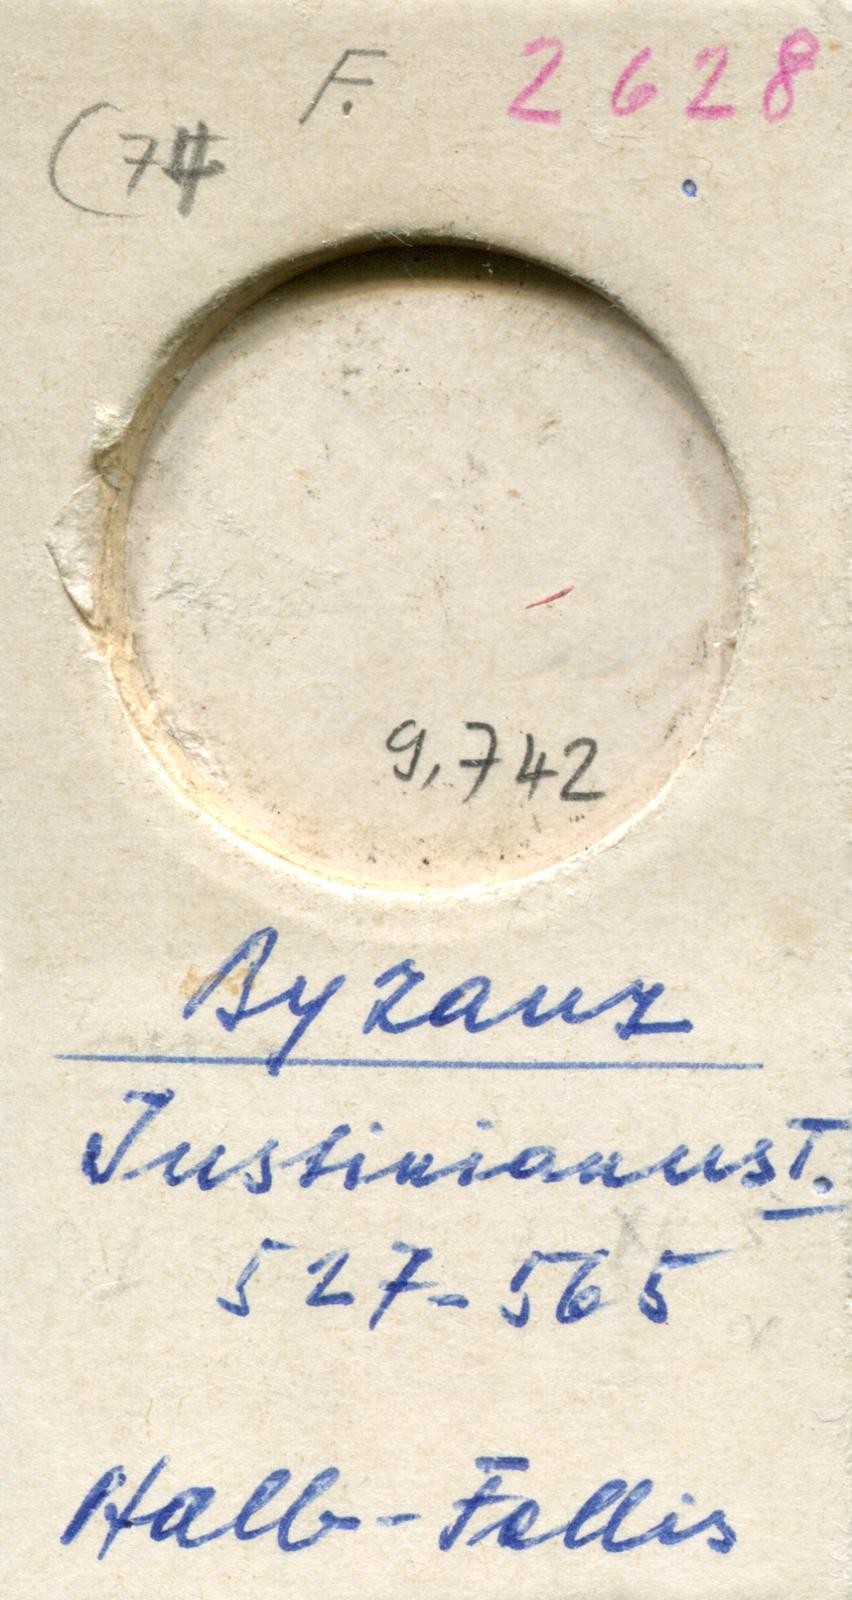 F. 2628
(74
9,742
Byzanz
Justinianus I.
527-565
Halb-Follis